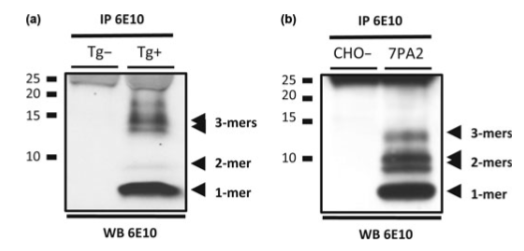 (a)
IP 6E10
Tg− Tg+
25
20
15
10
3-mers
2-mer
1-mer
WB 6E10
(b)
IP 6E10
CHO− 7PA2
25
20
15
10
3-mers
2-mers
1-mer
WB 6E10